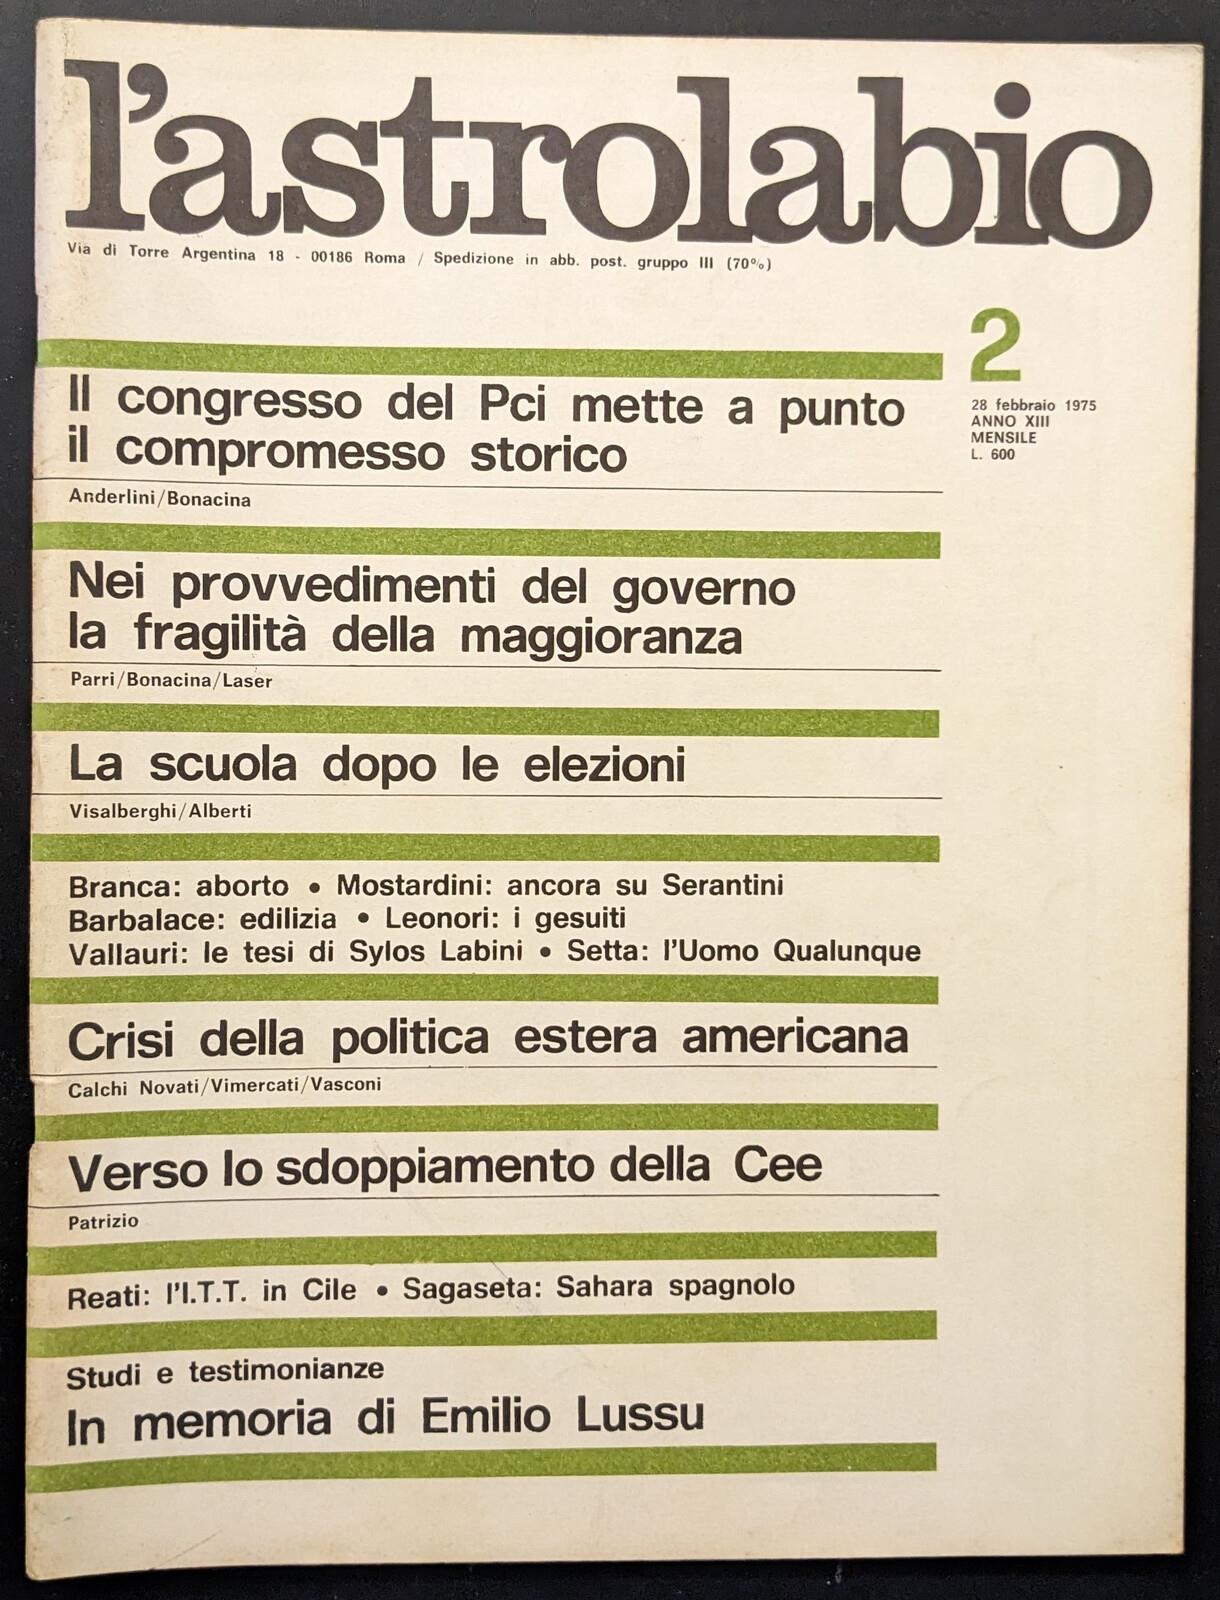 l'astrolabio
Via di Torre Argentina 18 - 00186 Roma / Spedizione in abb. post. gruppo III (70%)
2
28 febbraio 1975
ANNO XIII
MENSILE
L. 600
Il congresso del Pci mette a punto
il compromesso storico
Anderlini/Bonacina
Nei provvedimenti del governo
la fragilità della maggioranza
Parri/Bonacina/Laser
La scuola dopo le elezioni
Visalberghi/Alberti
Branca: aborto • Mostardini: ancora su Serantini
Barbalace: edilizia • Leonori: i gesuiti
Vallauri: le tesi di Sylos Labini • Setta: l'Uomo Qualunque
Crisi della politica estera americana
Calchi Novati/Vimercati/Vasconi
Verso lo sdoppiamento della Cee
Patrizio
Reati: l'I.T.T. in Cile • Sagaseta: Sahara spagnolo
Studi e testimonianze
In memoria di Emilio Lussu